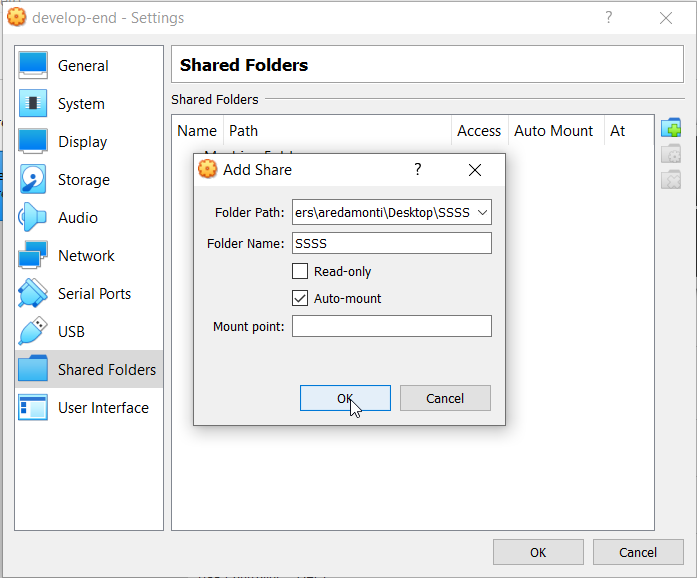 develop-end - Settings
?
General
System
Display
Storage
Audio
Network
Serial Ports
USB
Shared Folders
User Interface
Shared Folders
Shared Folders
Name Path Access Auto Mount At
Add Share
?
Folder Path: ers\aredamonti\Desktop\SSSS
Folder Name: SSSS
Read-only
Auto-mount
Mount point:
OK Cancel
OK Cancel